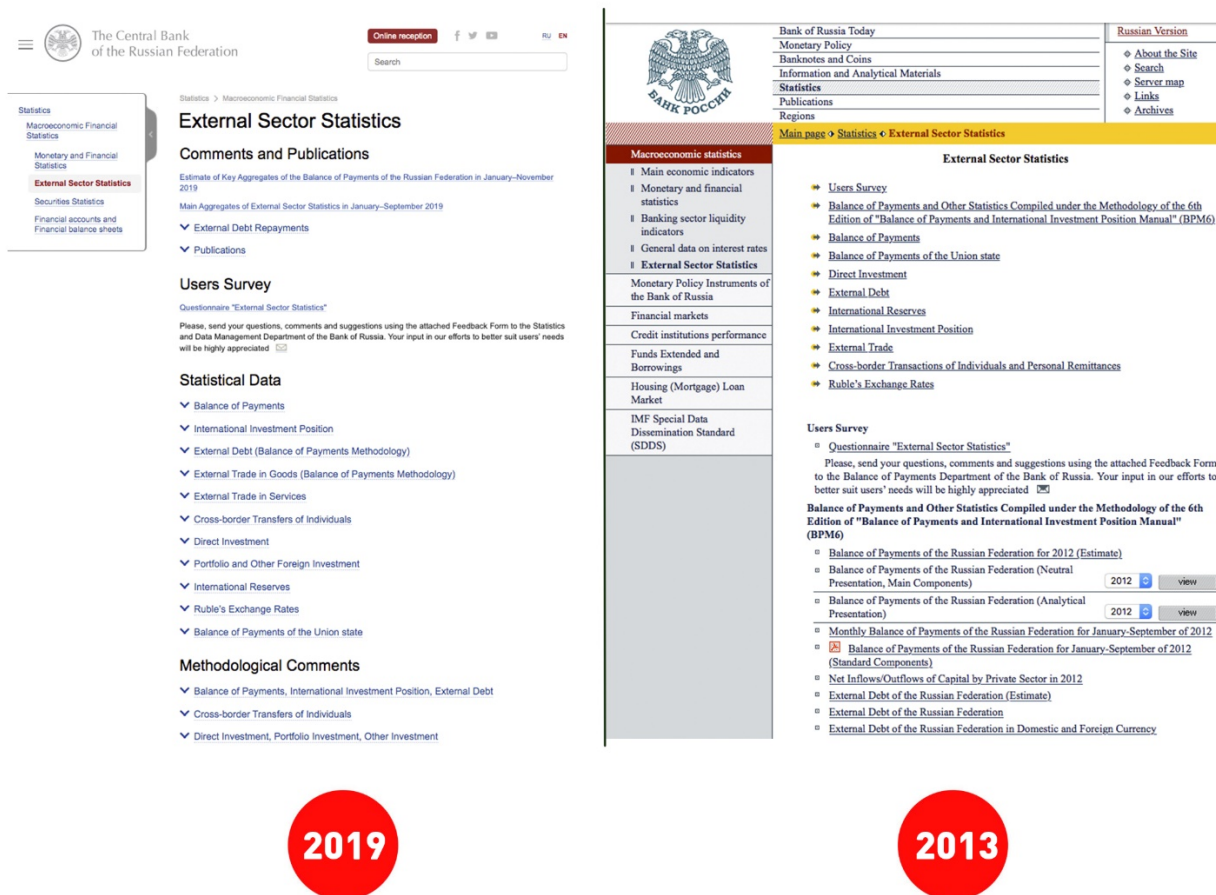 The Central Bank
of the Russian Federation
Online reception
RU EN
Search
Statistics
Macroeconomic Financial
Statistics
Monetary and Financial
Statistics
External Sector Statistics
Securities Statistics
Financial accounts and
Financial balance sheets
Statistics > Macroeconomic Financial Statistics
External Sector Statistics
Comments and Publications
Estimate of Key Aggregates of the Balance of Payments of the Russian Federation in January–November
2019
Main Aggregates of External Sector Statistics in January–September 2019
External Debt Repayments
Publications
Users Survey
Questionnaire "External Sector Statistics"
Please, send your questions, comments and suggestions using the attached Feedback Form to the Statistics
and Data Management Department of the Bank of Russia. Your input in our efforts to better suit users' needs
will be highly appreciated
Statistical Data
Balance of Payments
International Investment Position
External Debt (Balance of Payments Methodology)
External Trade in Goods (Balance of Payments Methodology)
External Trade in Services
Cross-border Transfers of Individuals
Direct Investment
Portfolio and Other Foreign Investment
International Reserves
Ruble's Exchange Rates
Balance of Payments of the Union state
Methodological Comments
Balance of Payments, International Investment Position, External Debt
Cross-border Transfers of Individuals
Direct Investment, Portfolio Investment, Other Investment
2019
БАНК РОССИИ
Bank of Russia Today
Monetary Policy
Banknotes and Coins
Information and Analytical Materials
Statistics
Publications
Regions
Russian Version
About the Site
Search
Server map
Links
Archives
Main page Statistics External Sector Statistics
Macroeconomic statistics
Main economic indicators
Monetary and financial
statistics
Banking sector liquidity
indicators
General data on interest rates
External Sector Statistics
Monetary Policy Instruments of
the Bank of Russia
Financial markets
Credit institutions performance
Funds Extended and
Borrowings
Housing (Mortgage) Loan
Market
IMF Special Data
Dissemination Standard
(SDDS)
External Sector Statistics
Users Survey
Balance of Payments and Other Statistics Compiled under the Methodology of the 6th
Edition of "Balance of Payments and International Investment Position Manual" (BPM6)
Balance of Payments
Balance of Payments of the Union state
Direct Investment
External Debt
International Reserves
International Investment Position
External Trade
Cross-border Transactions of Individuals and Personal Remittances
Ruble's Exchange Rates
Users Survey
Questionnaire "External Sector Statistics"
Please, send your questions, comments and suggestions using the attached Feedback Form
to the Balance of Payments Department of the Bank of Russia. Your input in our efforts to
better suit users' needs will be highly appreciated
Balance of Payments and Other Statistics Compiled under the Methodology of the 6th
Edition of "Balance of Payments and International Investment Position Manual"
(BPM6)
Balance of Payments of the Russian Federation for 2012 (Estimate)
Balance of Payments of the Russian Federation (Neutral
Presentation, Main Components) 2012 view
Balance of Payments of the Russian Federation (Analytical
Presentation) 2012 view
Monthly Balance of Payments of the Russian Federation for January-September of 2012
Balance of Payments of the Russian Federation for January-September of 2012
(Standard Components)
Net Inflows/Outflows of Capital by Private Sector in 2012
External Debt of the Russian Federation (Estimate)
External Debt of the Russian Federation
External Debt of the Russian Federation in Domestic and Foreign Currency
2013